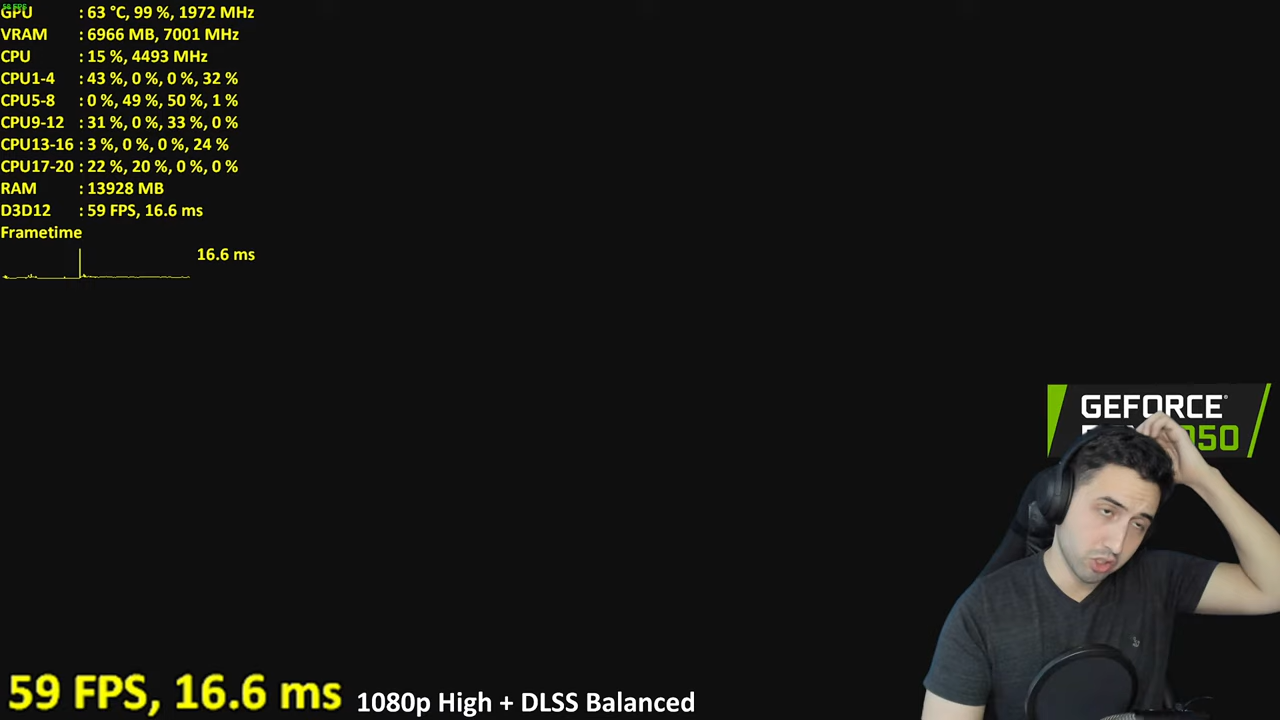 GPU : 63 °C, 99 %, 1972 MHz
VRAM : 6966 MB, 7001 MHz
CPU : 15 %, 4493 MHz
CPU1-4 : 43 %, 0 %, 0 %, 32 %
CPU5-8 : 0 %, 49 %, 50 %, 1 %
CPU9-12 : 31 %, 0 %, 33 %, 0 %
CPU13-16 : 3 %, 0 %, 0 %, 24 %
CPU17-20 : 22 %, 20 %, 0 %, 0 %
RAM : 13928 MB
D3D12 : 59 FPS, 16.6 ms
Frametime
16.6 ms
GEFORCE
59 FPS, 16.6 ms
1080p High + DLSS Balanced